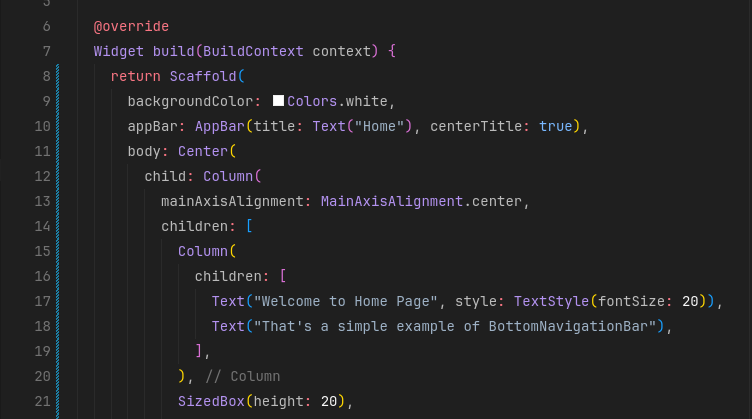 5
6 @override
7 Widget build(BuildContext context) {
8 return Scaffold(
9 backgroundColor: Colors.white,
10 appBar: AppBar(title: Text("Home"), centerTitle: true),
11 body: Center(
12 child: Column(
13 mainAxisAlignment: MainAxisAlignment.center,
14 children: [
15 Column(
16 children: [
17 Text("Welcome to Home Page", style: TextStyle(fontSize: 20)),
18 Text("That's a simple example of BottomNavigationBar"),
19 ],
20 ), // Column
21 SizedBox(height: 20),